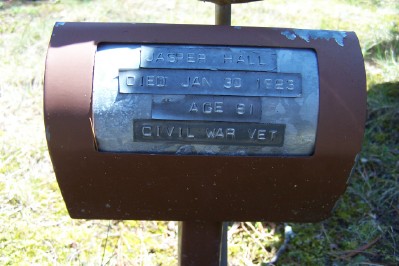 JASPER HALL
DIED JAN 30 1923
AGE 81
CIVIL WAR VET